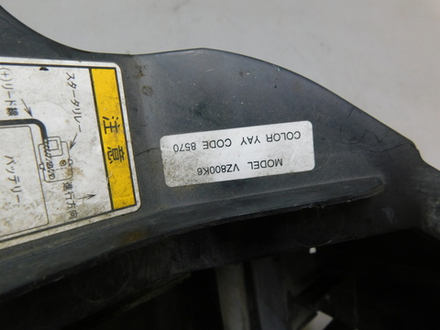 MODEL VZ800K6
COLOR YAY CODE 8570
注意
スターターリレー
(+)リード線
バッテリー